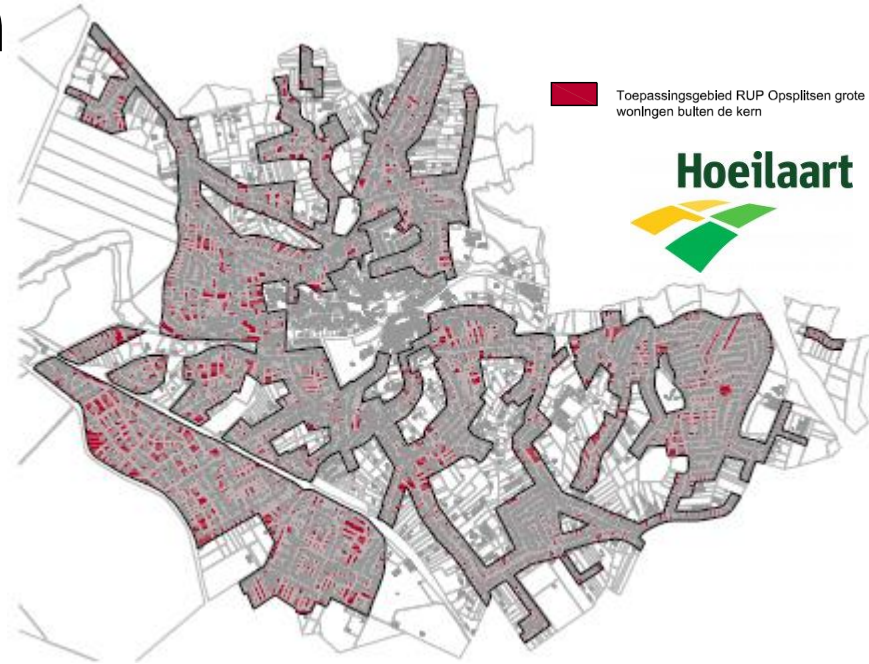 Toepassingsgebied RUP Opsplitsen grote
woningen buiten de kern
Hoeilaart